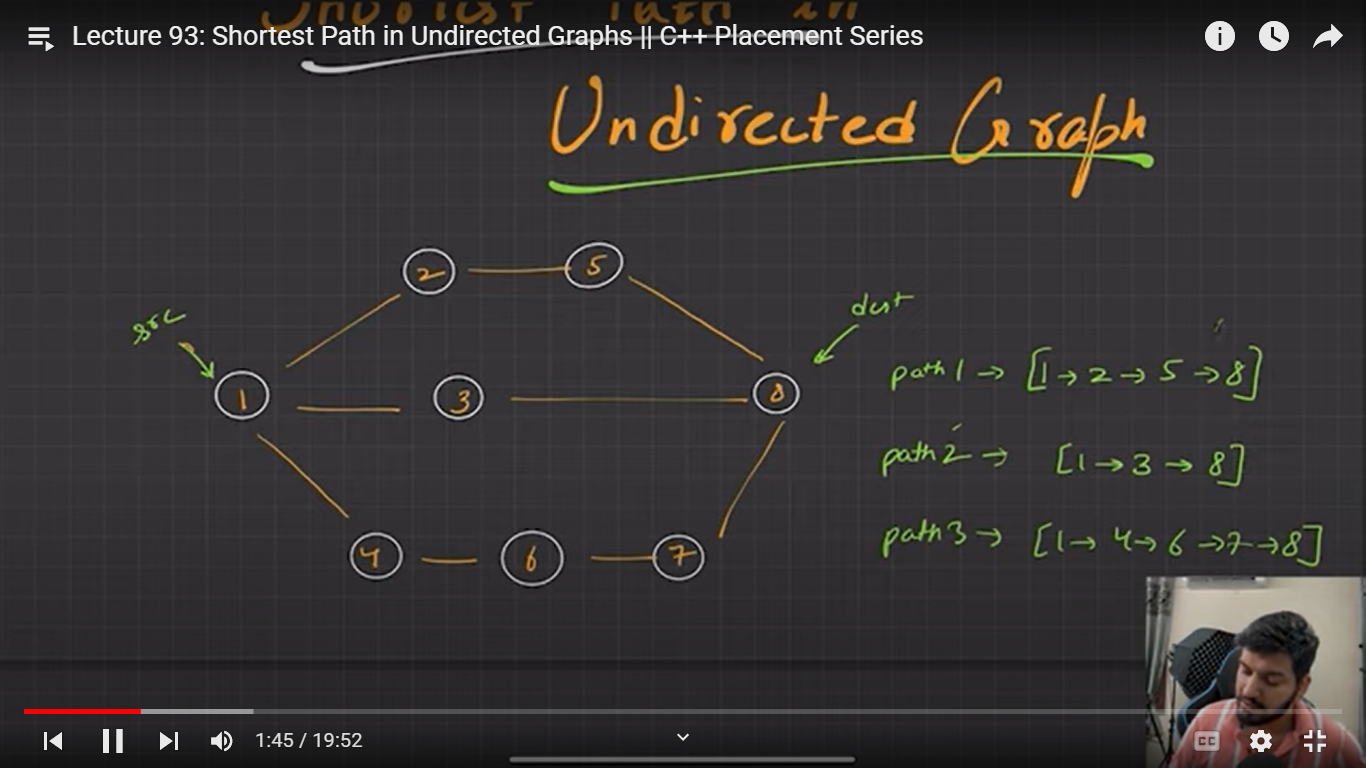 Shortest Path in
Lecture 93: Shortest Path in Undirected Graphs || C++ Placement Series
Undirected Graph
2 5
src
dest
1 3 8
path 1 → [1 → 2 → 5 → 8]
path 2 → [1 → 3 → 8]
path 3 → [1 → 4 → 6 → 7 → 8]
4 6 7
1:45 / 19:52
CC